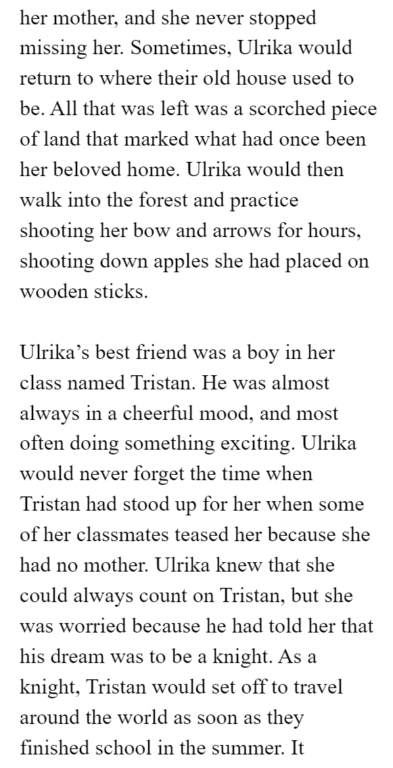 her mother, and she never stopped
missing her. Sometimes, Ulrika would
return to where their old house used to
be. All that was left was a scorched piece
of land that marked what had once been
her beloved home. Ulrika would then
walk into the forest and practice
shooting her bow and arrows for hours,
shooting down apples she had placed on
wooden sticks.
Ulrika’s best friend was a boy in her
class named Tristan. He was almost
always in a cheerful mood, and most
often doing something exciting. Ulrika
would never forget the time when
Tristan had stood up for her when some
of her classmates teased her because she
had no mother. Ulrika knew that she
could always count on Tristan, but she
was worried because he had told her that
his dream was to be a knight. As a
knight, Tristan would set off to travel
around the world as soon as they
finished school in the summer. It